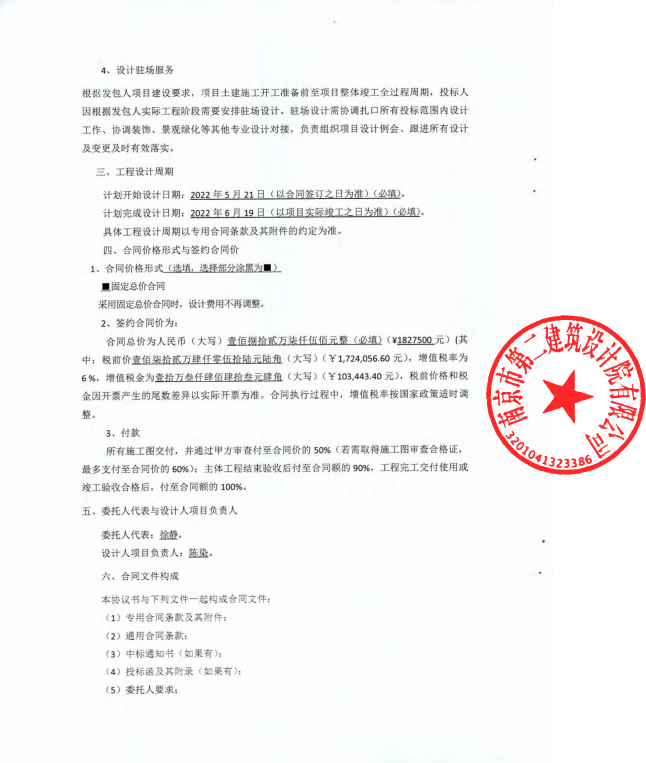 4、设计驻场服务
根据发包人项目建设要求，项目土建施工开工准备前至项目整体竣工全过程周期，投标人
因根据发包人实际工程阶段需要安排驻场设计。驻场设计需协调扎口所有投标范围内设计
工作、协调装饰、景观绿化等其他专业设计对接，负责组织项目设计例会、跟进所有设计
及变更及时有效落实。
三、工程设计周期
计划开始设计日期：2022 年 5 月 21 日（以合同签订之日为准）（必填）。
计划完成设计日期：2022 年 6 月 19 日（以项目实际竣工之日为准）（必填）。
具体工程设计周期以专用合同条款及其附件的约定为准。
四、合同价格形式与签约合同价
1、合同价格形式（选填，选择部分涂黑为■）
■固定总价合同
采用固定总价合同时，设计费用不再调整。
2、签约合同价为：
合同总价为人民币（大写）壹佰捌拾贰万柒仟伍佰元整（必填）（¥1827500 元）(其
中：税前价壹佰柒拾贰万肆仟零伍拾陆元陆角（大写）（￥1,724,056.60 元），增值税率为
6 %，增值税金为壹拾万叁仟肆佰肆拾叁元肆角（大写）（￥103,443.40 元），税前价格和税
金因开票产生的尾数差异以实际开票为准。合同执行过程中，增值税率按国家政策适时调
整。
3、付款
所有施工图交付，并通过甲方审查付至合同价的 50%（若需取得施工图审查合格证，
最多支付至合同价的 60%）；主体工程结束验收后付至合同额的 90%，工程完工交付使用或
竣工验收合格后，付至合同额的 100%。
五、委托人代表与设计人项目负责人
委托人代表：徐静。
设计人项目负责人：陈染。
六、合同文件构成
本协议书与下列文件一起构成合同文件：
（1）专用合同条款及其附件；
（2）通用合同条款；
（3）中标通知书（如果有）；
（4）投标函及其附录（如果有）；
（5）委托人要求；
南京市第二建筑设计院有限公司
3201041323386